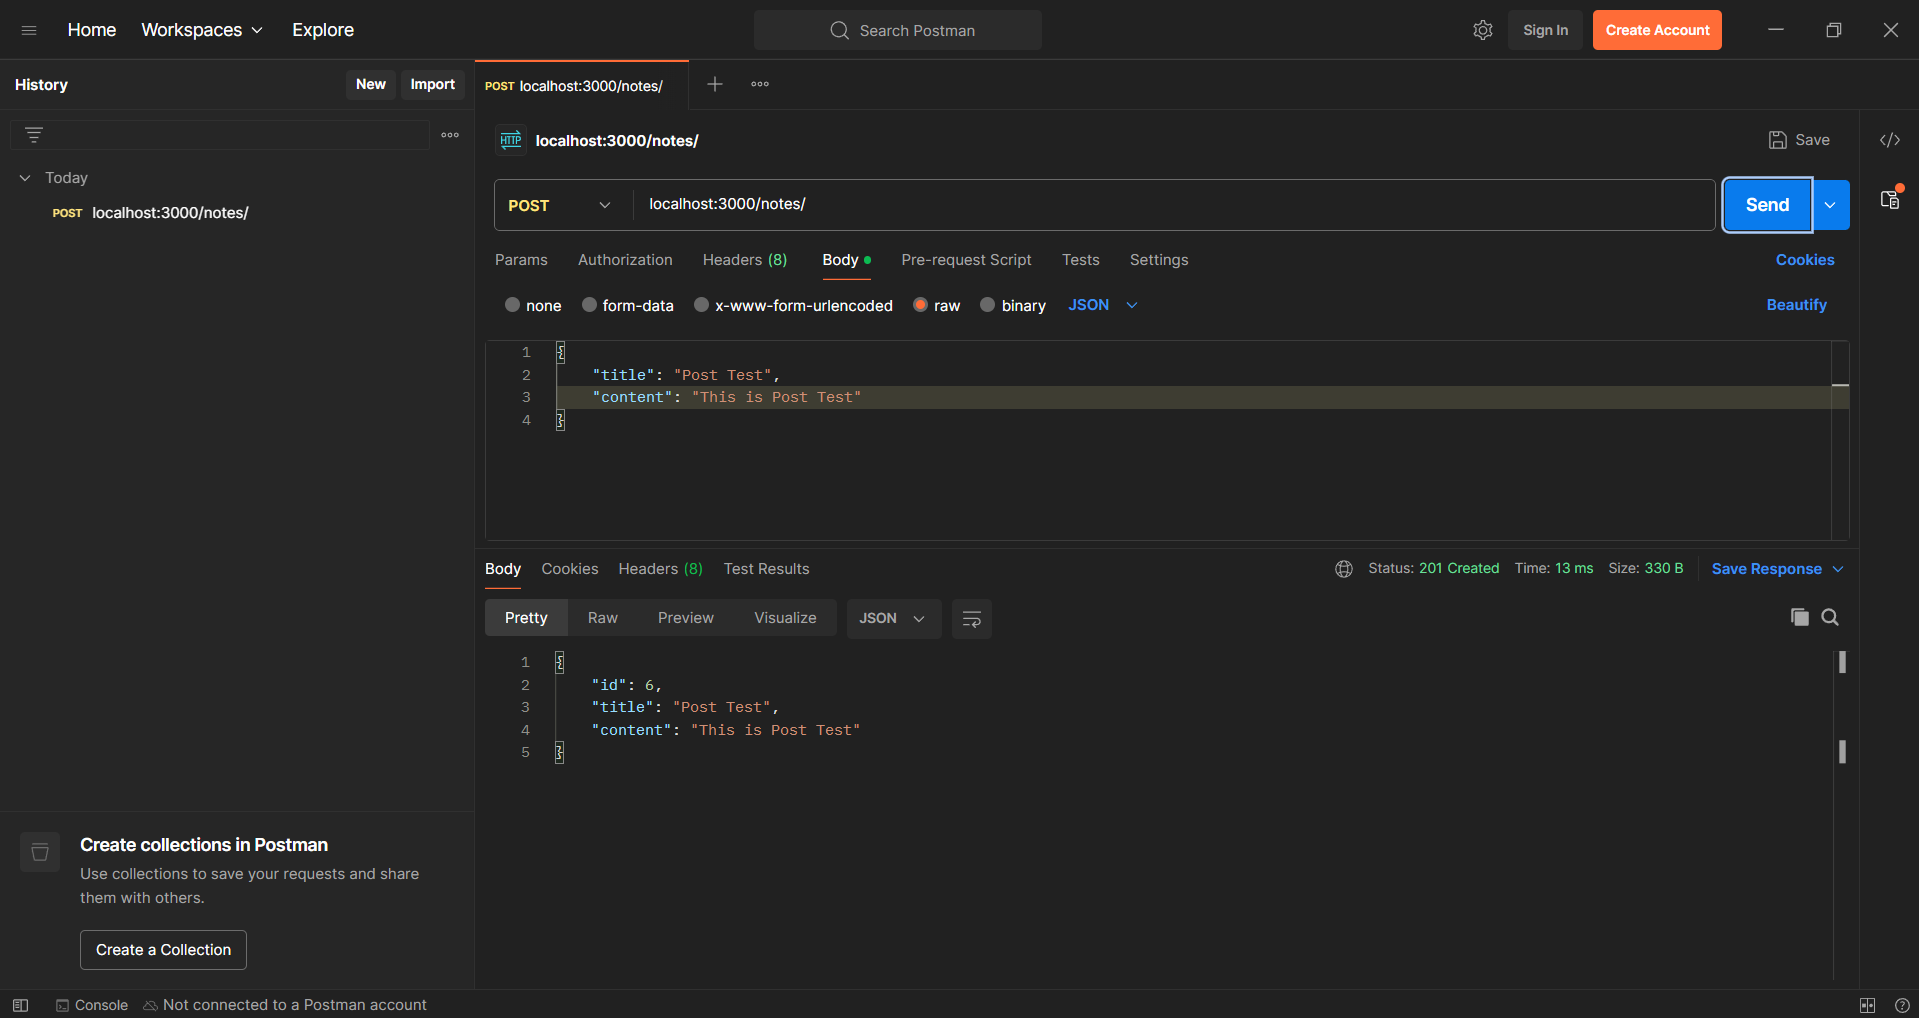 Home Workspaces Explore Search Postman Sign In Create Account
History New Import POST localhost:3000/notes/
HTTP localhost:3000/notes/ Save
Today
POST localhost:3000/notes/
POST localhost:3000/notes/ Send
Params Authorization Headers (8) Body Pre-request Script Tests Settings Cookies
none form-data x-www-form-urlencoded raw binary JSON Beautify
1 {
2 "title": "Post Test",
3 "content": "This is Post Test"
4 }
Body Cookies Headers (8) Test Results Status: 201 Created Time: 13 ms Size: 330 B Save Response
Pretty Raw Preview Visualize JSON
1 {
2 "id": 6,
3 "title": "Post Test",
4 "content": "This is Post Test"
5 }
Create collections in Postman
Use collections to save your requests and share
them with others.
Create a Collection
Console Not connected to a Postman account